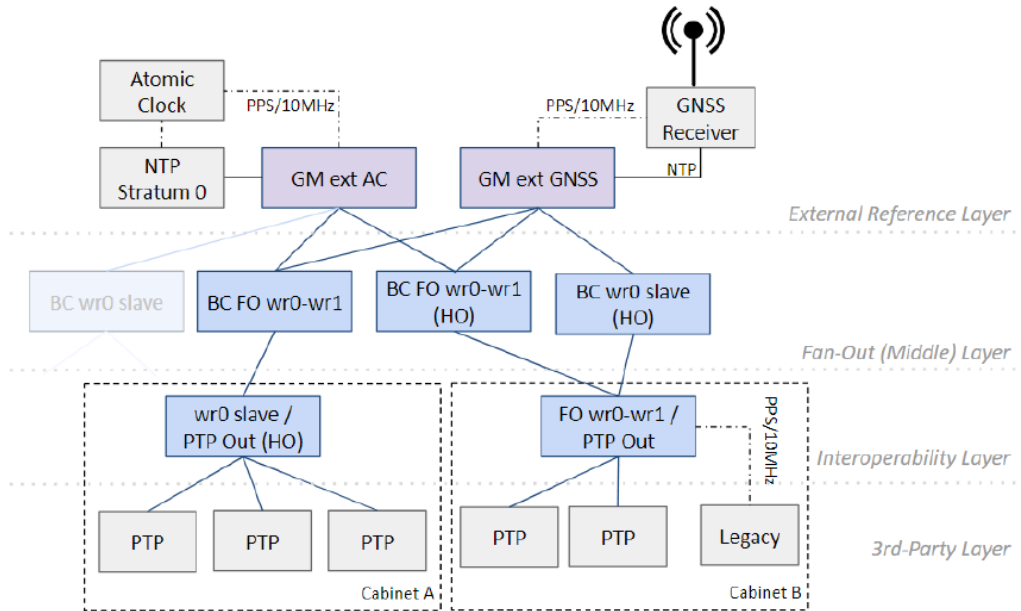 Atomic
Clock
PPS/10MHz
PPS/10MHz
GNSS
Receiver
NTP
Stratum 0
GM ext AC
GM ext GNSS
NTP
External Reference Layer
BC wr0 slave
BC FO wr0-wr1
BC FO wr0-wr1
(HO)
BC wr0 slave
(HO)
Fan-Out (Middle) Layer
wr0 slave /
PTP Out (HO)
FO wr0-wr1 /
PTP Out
PPS/10MHz
Interoperability Layer
PTP
PTP
PTP
PTP
PTP
Legacy
3rd-Party Layer
Cabinet A
Cabinet B